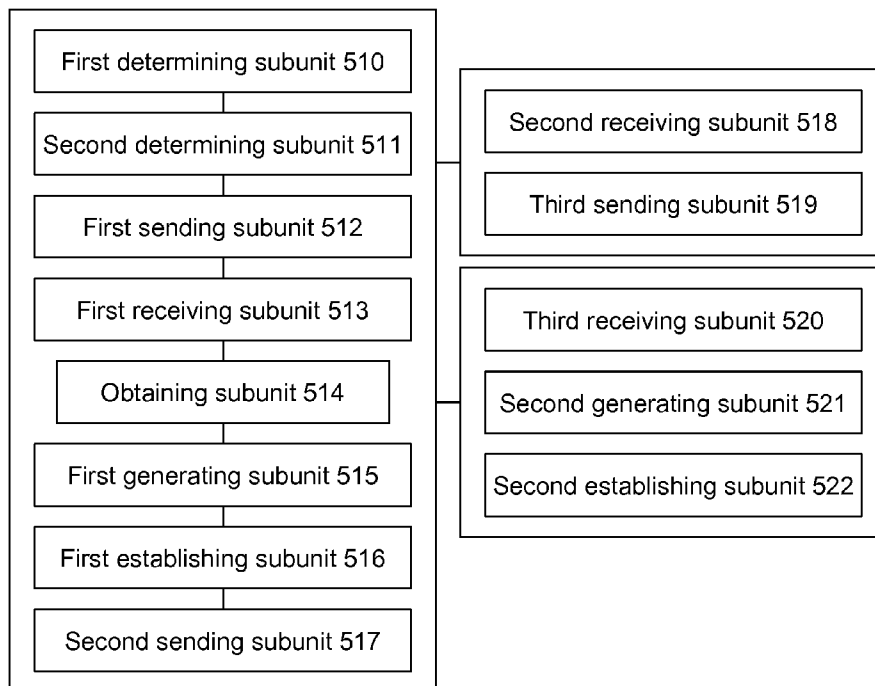 First determining subunit 510
Second determining subunit 511
First sending subunit 512
First receiving subunit 513
Obtaining subunit 514
First generating subunit 515
First establishing subunit 516
Second sending subunit 517
Second receiving subunit 518
Third sending subunit 519
Third receiving subunit 520
Second generating subunit 521
Second establishing subunit 522